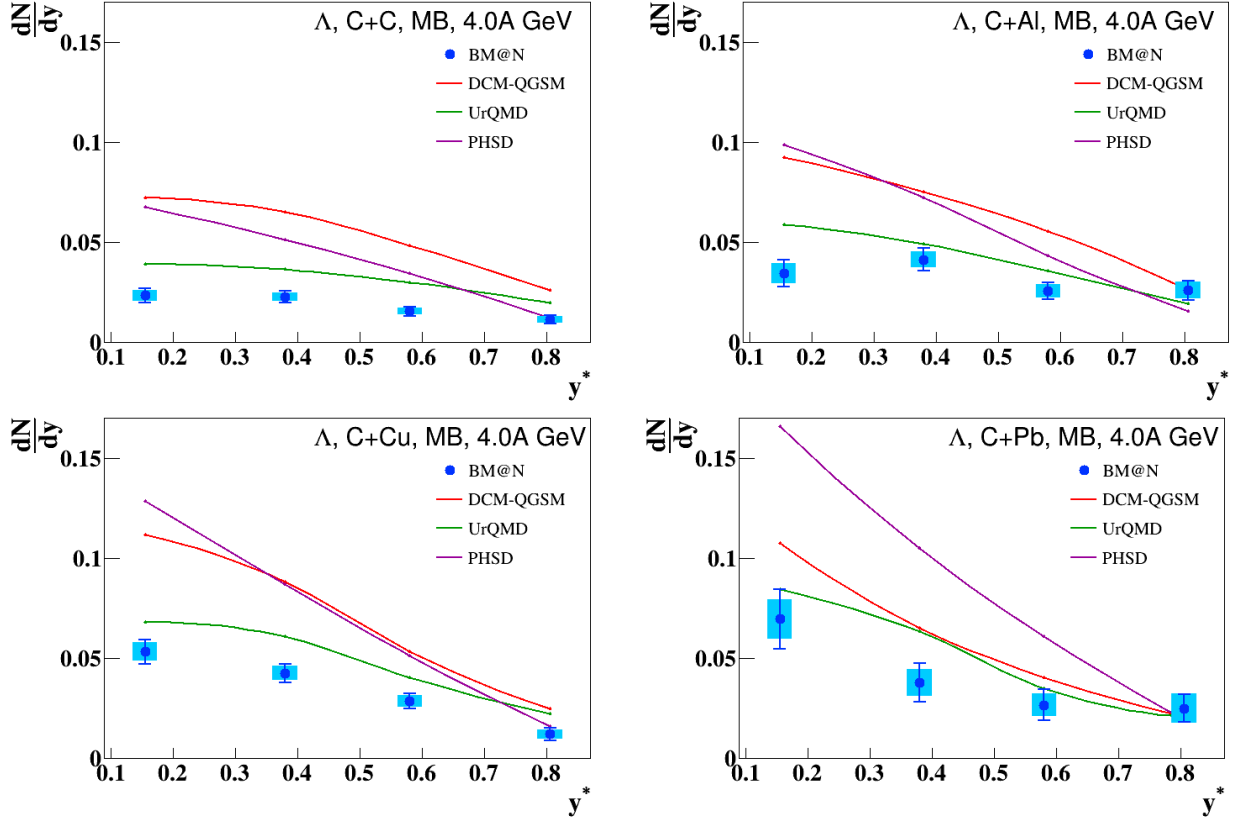 dN
dy
Λ, C+C, MB, 4.0A GeV
0.15
BM@N
DCM-QGSM
UrQMD
PHSD
0.1
0.05
0
0.1 0.2 0.3 0.4 0.5 0.6 0.7 0.8
y*
dN
dy
Λ, C+Al, MB, 4.0A GeV
0.15
BM@N
DCM-QGSM
UrQMD
PHSD
0.1
0.05
0
0.1 0.2 0.3 0.4 0.5 0.6 0.7 0.8
y*
dN
dy
Λ, C+Cu, MB, 4.0A GeV
0.15
BM@N
DCM-QGSM
UrQMD
PHSD
0.1
0.05
0
0.1 0.2 0.3 0.4 0.5 0.6 0.7 0.8
y*
dN
dy
Λ, C+Pb, MB, 4.0A GeV
0.15
BM@N
DCM-QGSM
UrQMD
PHSD
0.1
0.05
0
0.1 0.2 0.3 0.4 0.5 0.6 0.7 0.8
y*